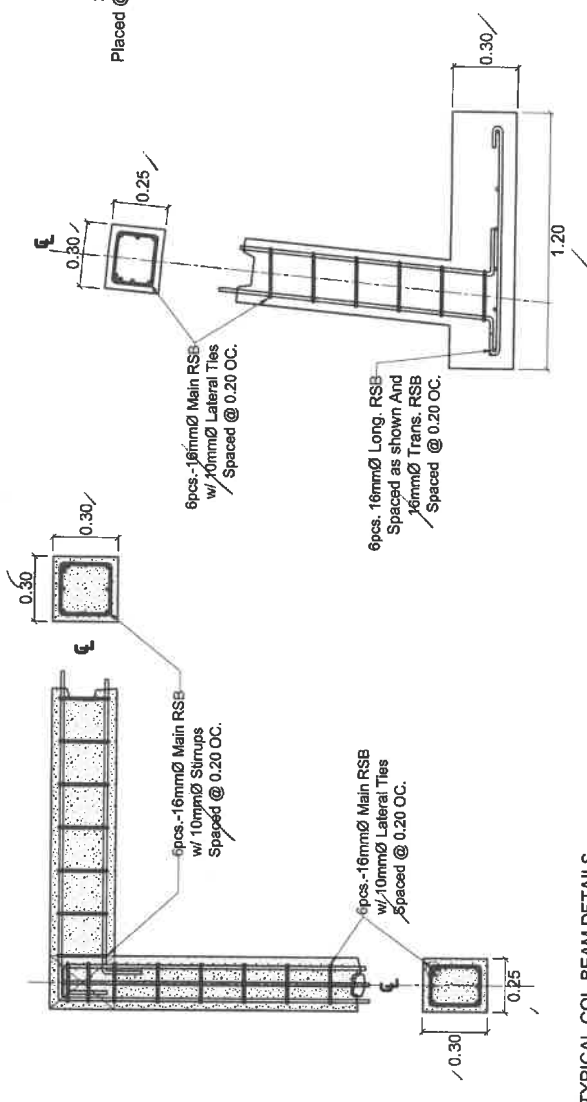 Placed @
℄
0.30
0.25
6pcs.-16mmØ Main RSB
w/ 10mmØ Lateral Ties
Spaced @ 0.20 OC.
0.30
6pcs. 16mmØ Long. RSB
Spaced as shown And
16mmØ Trans. RSB
Spaced @ 0.20 OC.
1.20
0.30
0.30
℄
6pcs.-16mmØ Main RSB
w/ 10mmØ Stirrups
Spaced @ 0.20 OC.
6pcs.-16mmØ Main RSB
w/ 10mmØ Lateral Ties
Spaced @ 0.20 OC.
℄
0.30
0.25
TYPICAL COL-BEAM DETAILS